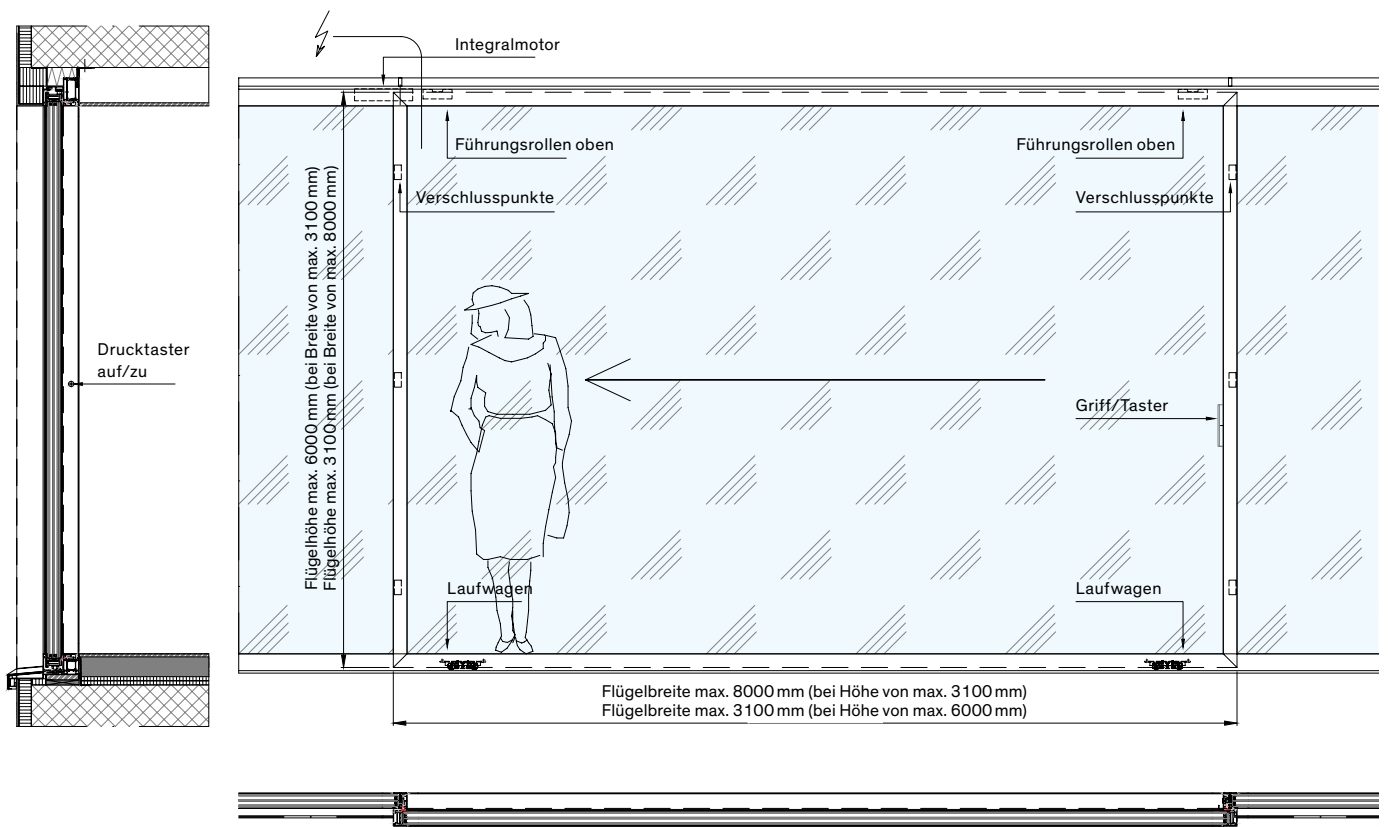 Integralmotor
Führungsrollen oben
Führungsrollen oben
Verschlusspunkte
Verschlusspunkte
Flügelhöhe max. 6000 mm (bei Breite von max. 3100 mm)
Flügelhöhe max. 3100 mm (bei Breite von max. 8000 mm)
Drucktaster
auf/zu
Griff/Taster
Laufwagen
Laufwagen
Flügelbreite max. 8000 mm (bei Höhe von max. 3100 mm)
Flügelbreite max. 3100 mm (bei Höhe von max. 6000 mm)